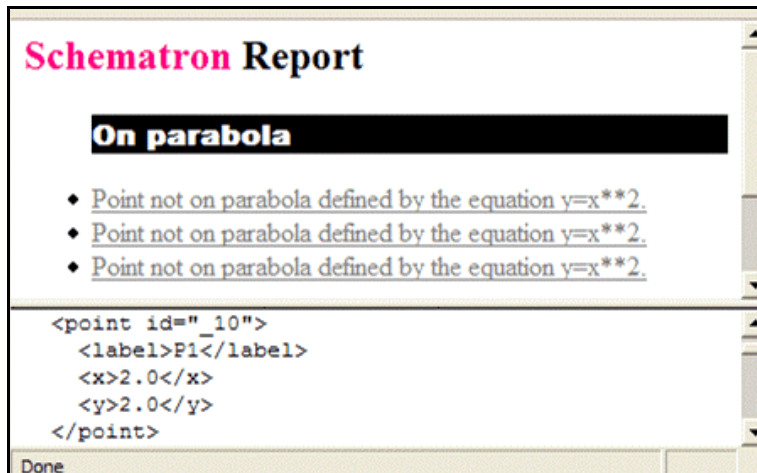 Schematron Report
On parabola
Point not on parabola defined by the equation y=x**2.
Point not on parabola defined by the equation y=x**2.
Point not on parabola defined by the equation y=x**2.
<point id="_10">
<label>P1</label>
<x>2.0</x>
<y>2.0</y>
</point>
Done